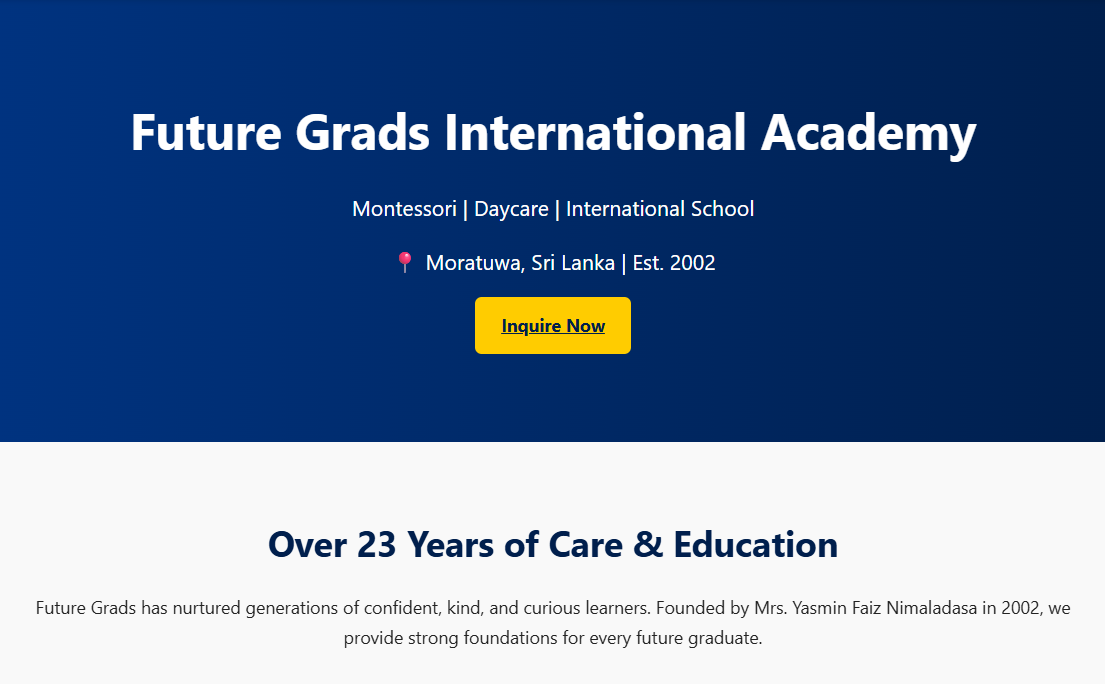 Future Grads International Academy
Montessori | Daycare | International School
📍 Moratuwa, Sri Lanka | Est. 2002
Inquire Now
Over 23 Years of Care & Education
Future Grads has nurtured generations of confident, kind, and curious learners. Founded by Mrs. Yasmin Faiz Nimaladasa in 2002, we
provide strong foundations for every future graduate.